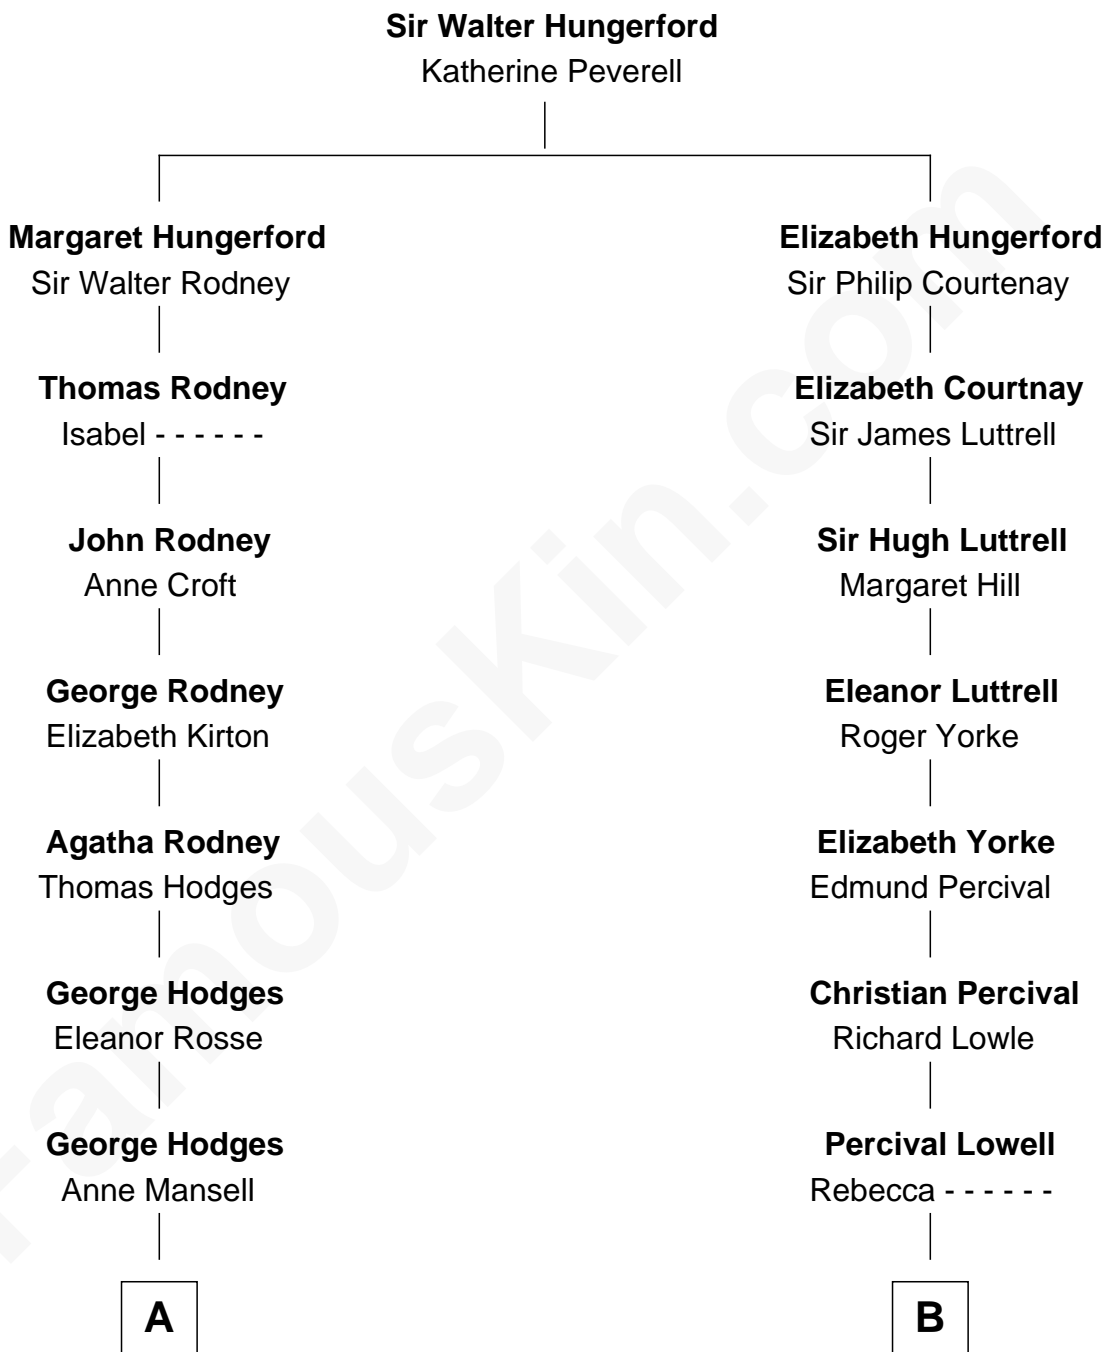 Sir Walter Hungerford
Katherine Peverell
Margaret Hungerford
Sir Walter Rodney
Thomas Rodney
Isabel - - - - - -
John Rodney
Anne Croft
George Rodney
Elizabeth Kirton
Agatha Rodney
Thomas Hodges
George Hodges
Eleanor Rosse
George Hodges
Anne Mansell
A
Elizabeth Hungerford
Sir Philip Courtenay
Elizabeth Courtnay
Sir James Luttrell
Sir Hugh Luttrell
Margaret Hill
Eleanor Luttrell
Roger Yorke
Elizabeth Yorke
Edmund Percival
Christian Percival
Richard Lowle
Percival Lowell
Rebecca - - - - - -
B
FamousKin.com